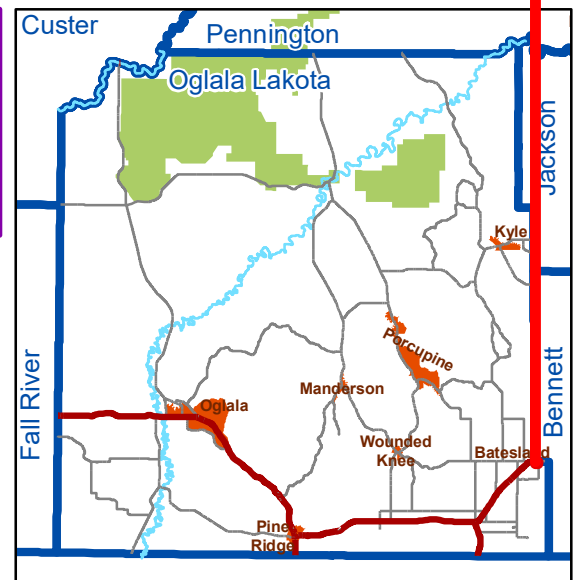 Custer
Pennington
Oglala Lakota
Jackson
Kyle
Porcupine
Fall River
Bennett
Manderson
Oglala
Wounded
Knee
Batesland
Pine
Ridge